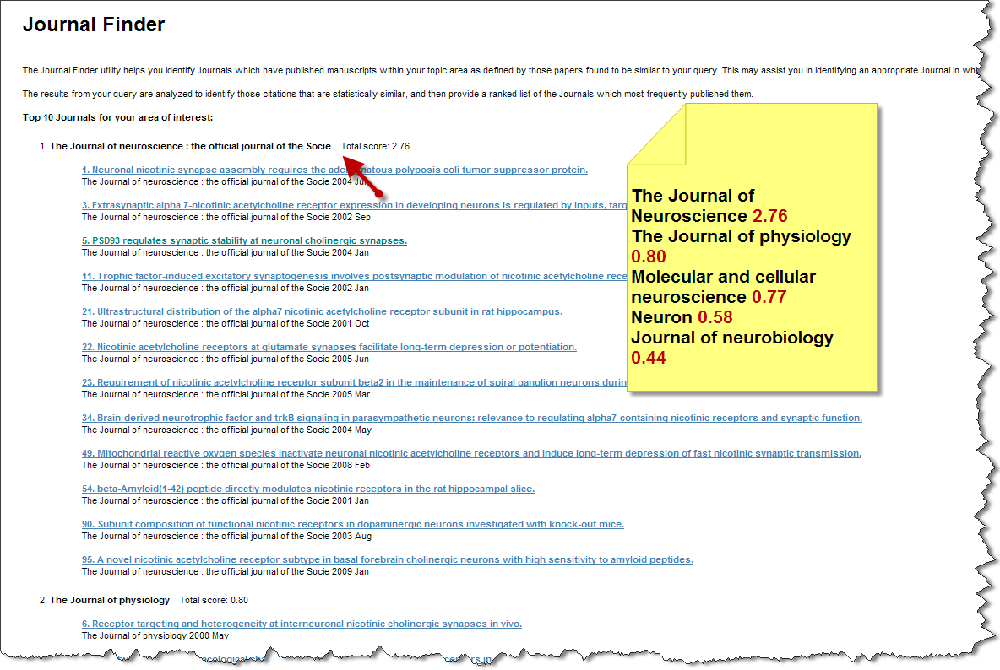 Journal Finder
The Journal Finder utility helps you identify Journals which have published manuscripts within your topic area as defined by those papers found to be similar to your query. This may assist you in identifying an appropriate Journal in
The results from your query are analyzed to identify those citations that are statistically similar, and then provide a ranked list of the Journals which most frequently published them.
Top 10 Journals for your area of interest:
1. The Journal of neuroscience : the official journal of the Socie Total score: 2.76
1. Neuronal nicotinic synapse assembly requires the adenomatous polyposis coli tumor suppressor protein.
The Journal of neuroscience : the official journal of the Socie 2004 Jun
3. Extrasynaptic alpha 7-nicotinic acetylcholine receptor expression in developing neurons is regulated by inputs,
The Journal of neuroscience : the official journal of the Socie 2002 Sep
5. PSD93 regulates synaptic stability at neuronal cholinergic synapses.
The Journal of neuroscience : the official journal of the Socie 2004 Jan
11. Trophic factor-induced excitatory synaptogenesis involves postsynaptic modulation of nicotinic acetylcholine
The Journal of neuroscience : the official journal of the Socie 2002 Jan
21. Ultrastructural distribution of the alpha7 nicotinic acetylcholine receptor subunit in rat hippocampus.
The Journal of neuroscience : the official journal of the Socie 2001 Oct
22. Nicotinic acetylcholine receptors at glutamate synapses facilitate long-term depression or potentiation.
The Journal of neuroscience : the official journal of the Socie 2005 Jun
23. Requirement of nicotinic acetylcholine receptor subunit beta2 in the maintenance of spiral ganglion neurons
The Journal of neuroscience : the official journal of the Socie 2005 Mar
34. Brain-derived neurotrophic factor and trkB signaling in parasympathetic neurons: relevance to regulating alpha7-containing nicotinic receptors and synaptic function.
The Journal of neuroscience : the official journal of the Socie 2004 May
49. Mitochondrial reactive oxygen species inactivate neuronal nicotinic acetylcholine receptors and induce long-term depression of fast nicotinic synaptic transmission.
The Journal of neuroscience : the official journal of the Socie 2008 Feb
54. beta-Amyloid(1-42) peptide directly modulates nicotinic receptors in the rat hippocampal slice.
The Journal of neuroscience : the official journal of the Socie 2001 Jan
90. Subunit composition of functional nicotinic receptors in dopaminergic neurons investigated with knock-out mice.
The Journal of neuroscience : the official journal of the Socie 2003 Aug
95. A novel nicotinic acetylcholine receptor subtype in basal forebrain cholinergic neurons with high sensitivity to amyloid peptides.
The Journal of neuroscience : the official journal of the Socie 2009 Jan
2. The Journal of physiology Total score: 0.80
6. Receptor targeting and heterogeneity at interneuronal nicotinic cholinergic synapses in vivo.
The Journal of physiology 2000 May
The Journal of
Neuroscience 2.76
The Journal of physiology
0.80
Molecular and cellular
neuroscience 0.77
Neuron 0.58
Journal of neurobiology
0.44